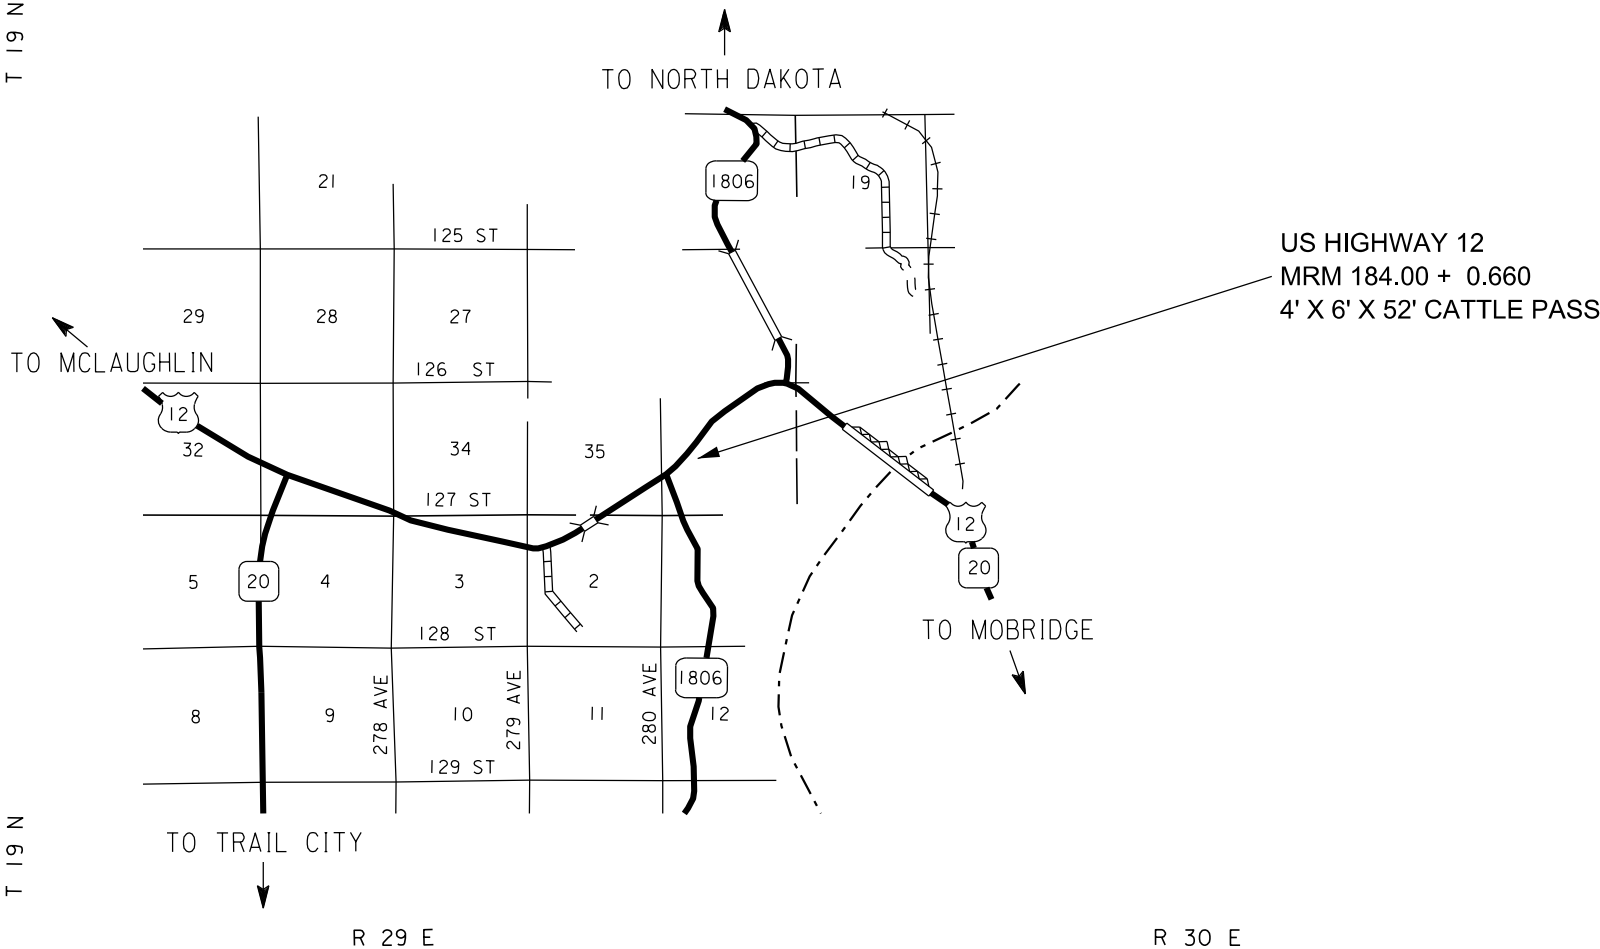 T 19 N
TO NORTH DAKOTA
1806
19
21
125 ST
US HIGHWAY 12
MRM 184.00 + 0.660
4' X 6' X 52' CATTLE PASS
29
28
27
TO MCLAUGHLIN
126 ST
12
32
34
35
127 ST
12
20
5
20
4
3
2
128 ST
TO MOBRIDGE
1806
8
9
278 AVE
10
279 AVE
11
280 AVE
12
129 ST
T 19 N
TO TRAIL CITY
R 29 E
R 30 E